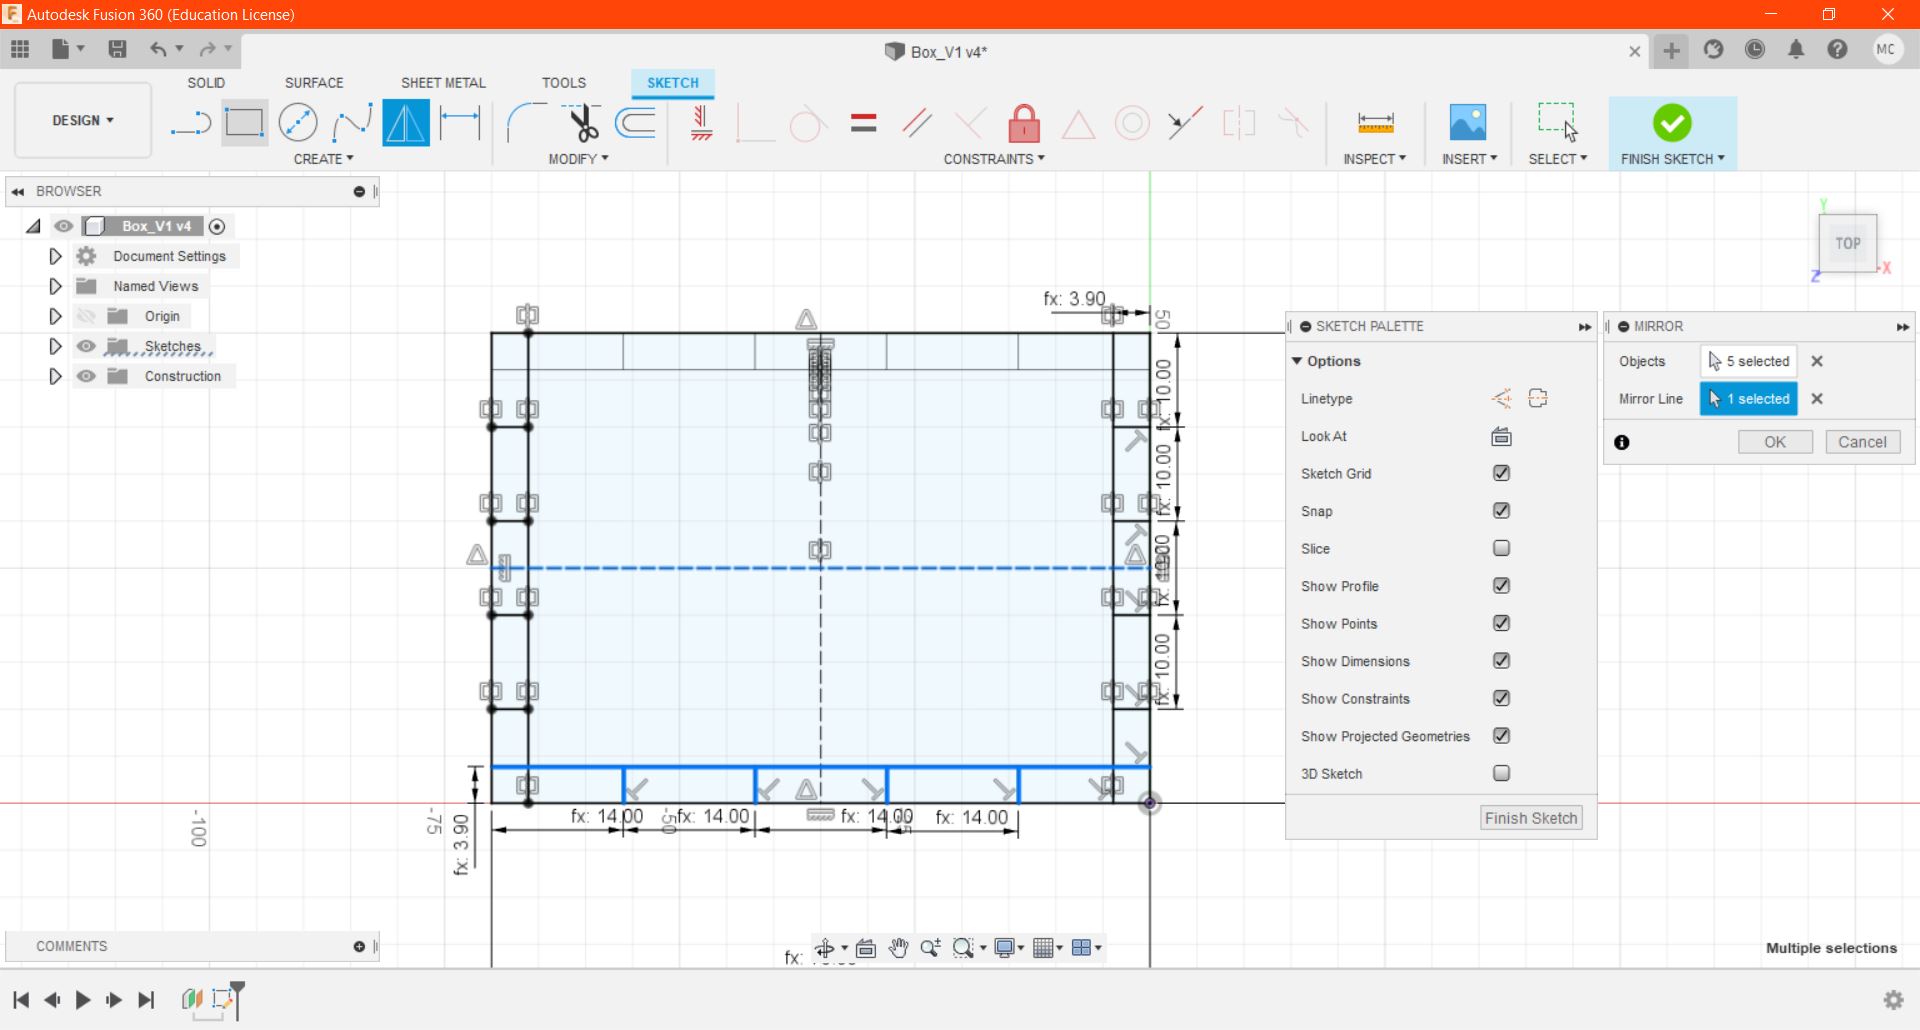 Autodesk Fusion 360 (Education License)
Box_V1 v4*
MC
SOLID SURFACE SHEET METAL TOOLS SKETCH
DESIGN
CREATE MODIFY CONSTRAINTS INSPECT INSERT SELECT FINISH SKETCH
BROWSER
Box_V1 v4
Document Settings
Named Views
Origin
Sketches
Construction
Y
TOP
Z
X
fx: 3.90
50
fx: 10.00
fx: 10.00
fx: 10.00
fx: 14.00
fx: 14.00
fx: 14.00
fx: 14.00
fx: 3.90
-100
-75
-50
SKETCH PALETTE
Options
Linetype
Look At
Sketch Grid
Snap
Slice
Show Profile
Show Points
Show Dimensions
Show Constraints
Show Projected Geometries
3D Sketch
Finish Sketch
MIRROR
Objects 5 selected
Mirror Line 1 selected
OK Cancel
COMMENTS
fx:
Multiple selections